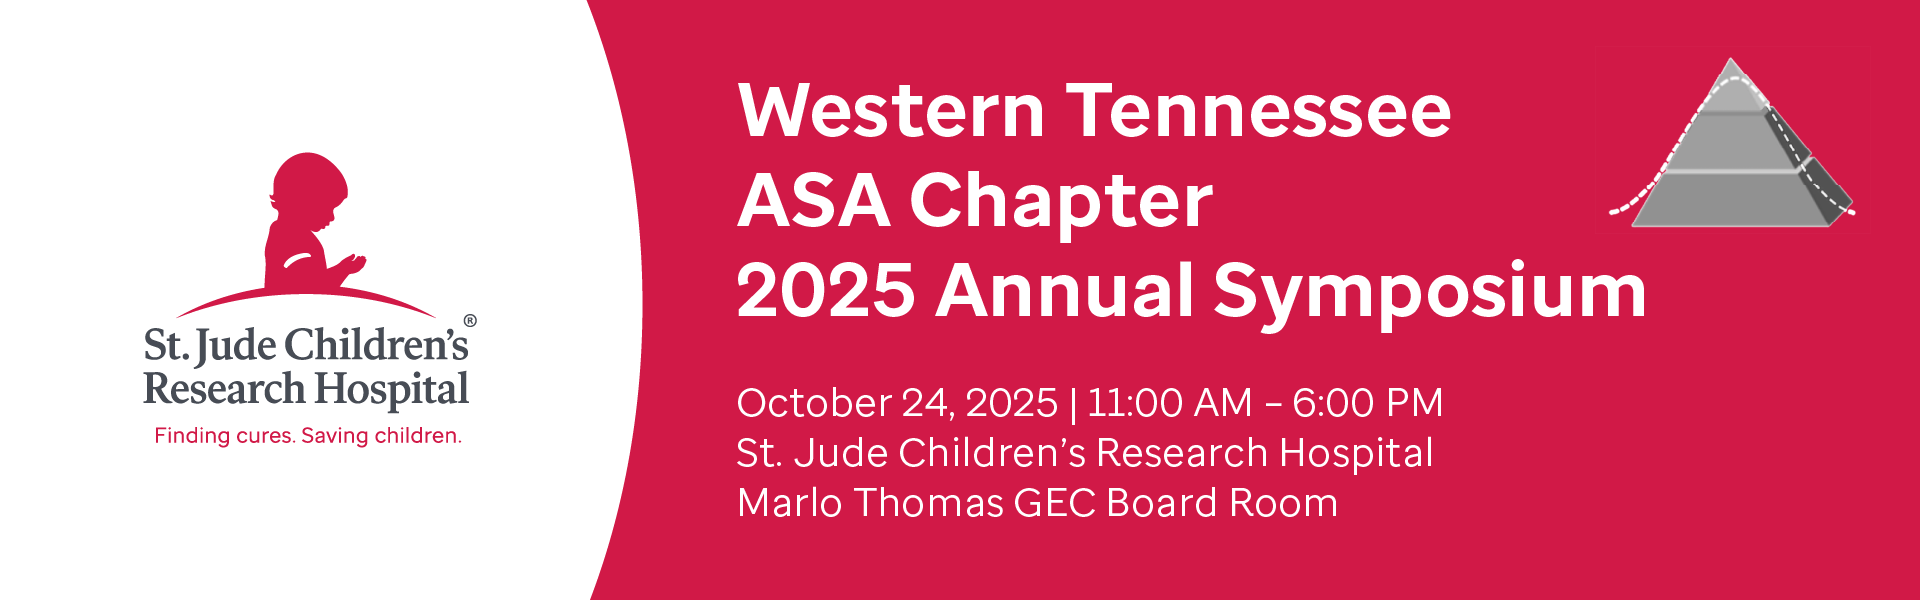 St. Jude Children's®
Research Hospital
Finding cures. Saving children.
Western Tennessee
ASA Chapter
2025 Annual Symposium
October 24, 2025 | 11:00 AM – 6:00 PM
St. Jude Children's Research Hospital
Marlo Thomas GEC Board Room